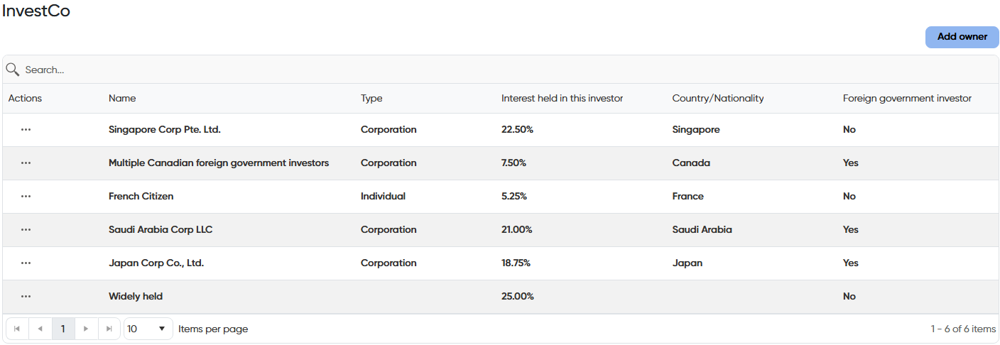 InvestCo
Add owner
Search...
Actions Name Type Interest held in this investor Country/Nationality Foreign government investor
... Singapore Corp Pte. Ltd. Corporation 22.50% Singapore No
... Multiple Canadian foreign government investors Corporation 7.50% Canada Yes
... French Citizen Individual 5.25% France No
... Saudi Arabia Corp LLC Corporation 21.00% Saudi Arabia Yes
... Japan Corp Co., Ltd. Corporation 18.75% Japan Yes
... Widely held 25.00% No
1 10 Items per page 1 - 6 of 6 items